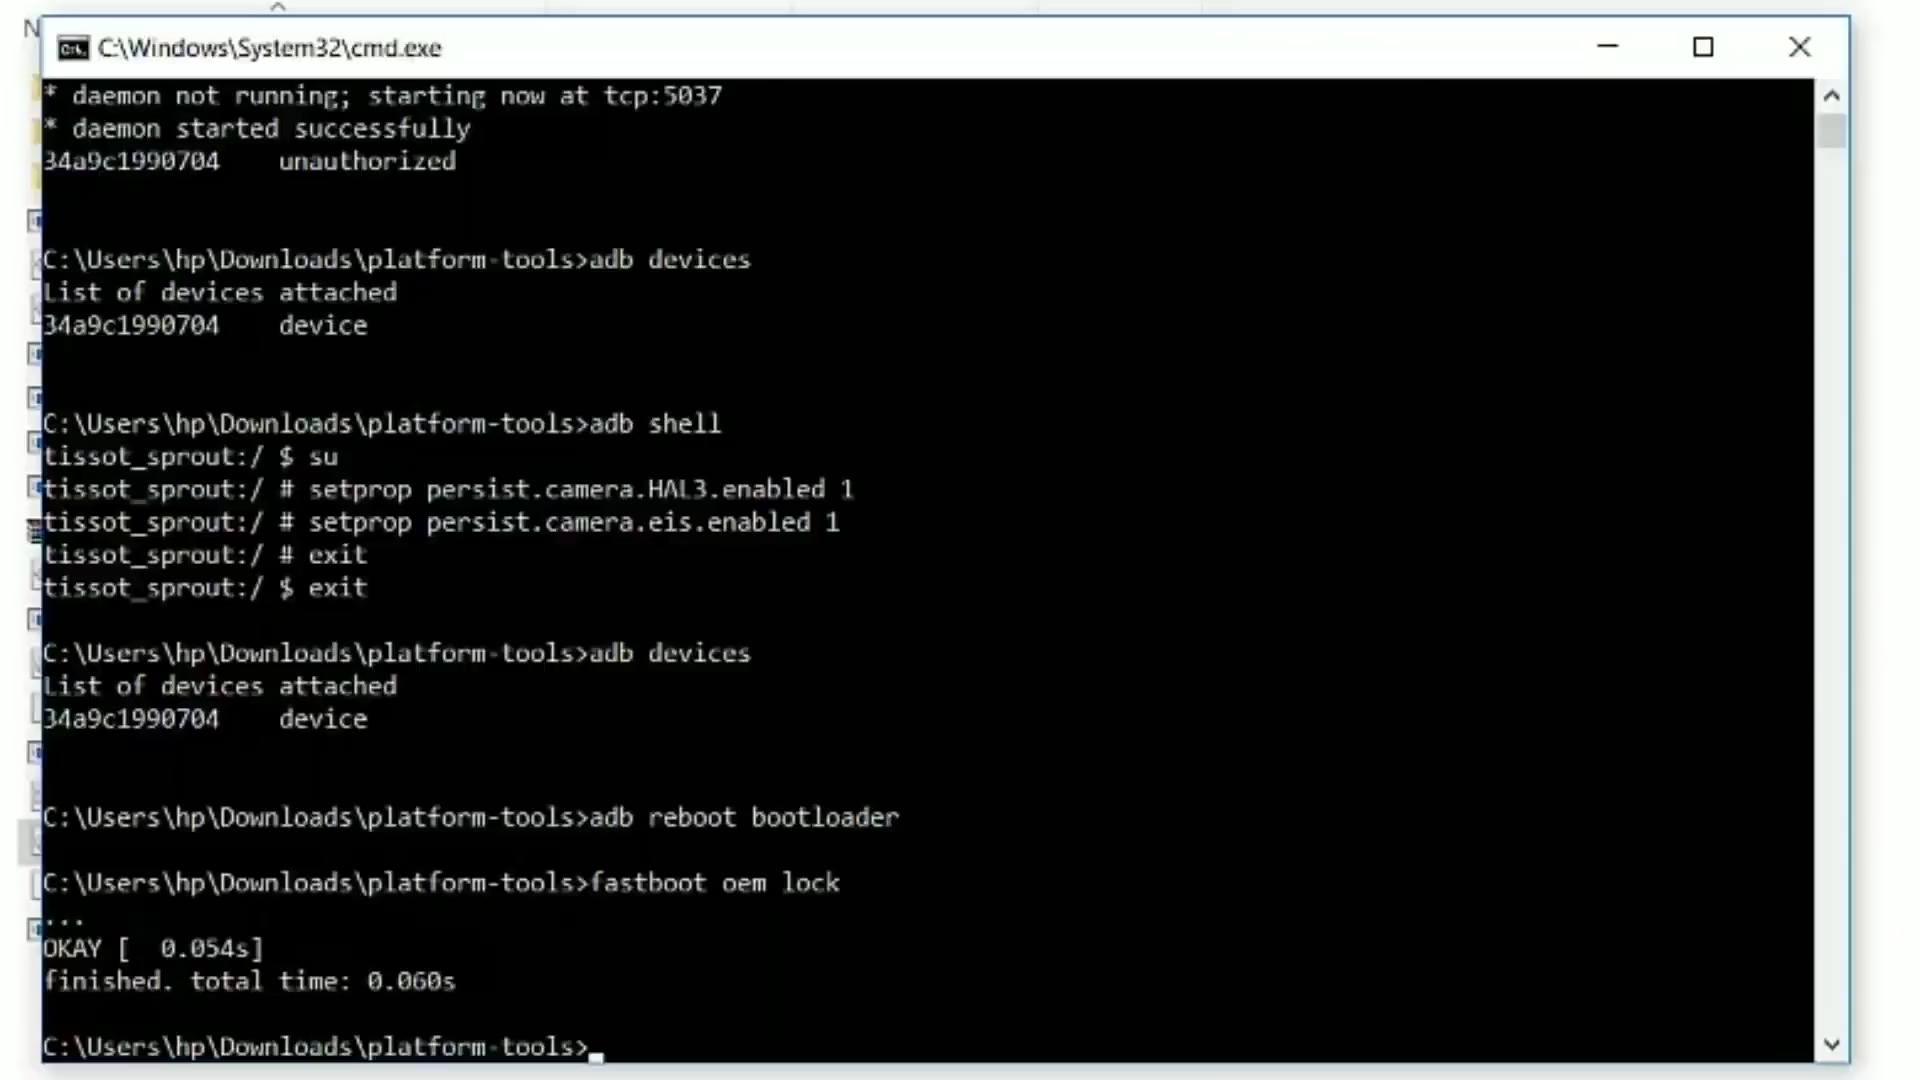 N
C:\Windows\System32\cmd.exe
* daemon not running; starting now at tcp:5037
* daemon started successfully
34a9c1990704    unauthorized
C:\Users\hp\Downloads\platform-tools>adb devices
List of devices attached
34a9c1990704    device
C:\Users\hp\Downloads\platform-tools>adb shell
tissot_sprout:/ $ su
tissot_sprout:/ # setprop persist.camera.HAL3.enabled 1
tissot_sprout:/ # setprop persist.camera.eis.enabled 1
tissot_sprout:/ # exit
tissot_sprout:/ $ exit
C:\Users\hp\Downloads\platform-tools>adb devices
List of devices attached
34a9c1990704    device
C:\Users\hp\Downloads\platform-tools>adb reboot bootloader
C:\Users\hp\Downloads\platform-tools>fastboot oem lock
...
OKAY [  0.054s]
finished. total time: 0.060s
C:\Users\hp\Downloads\platform-tools>